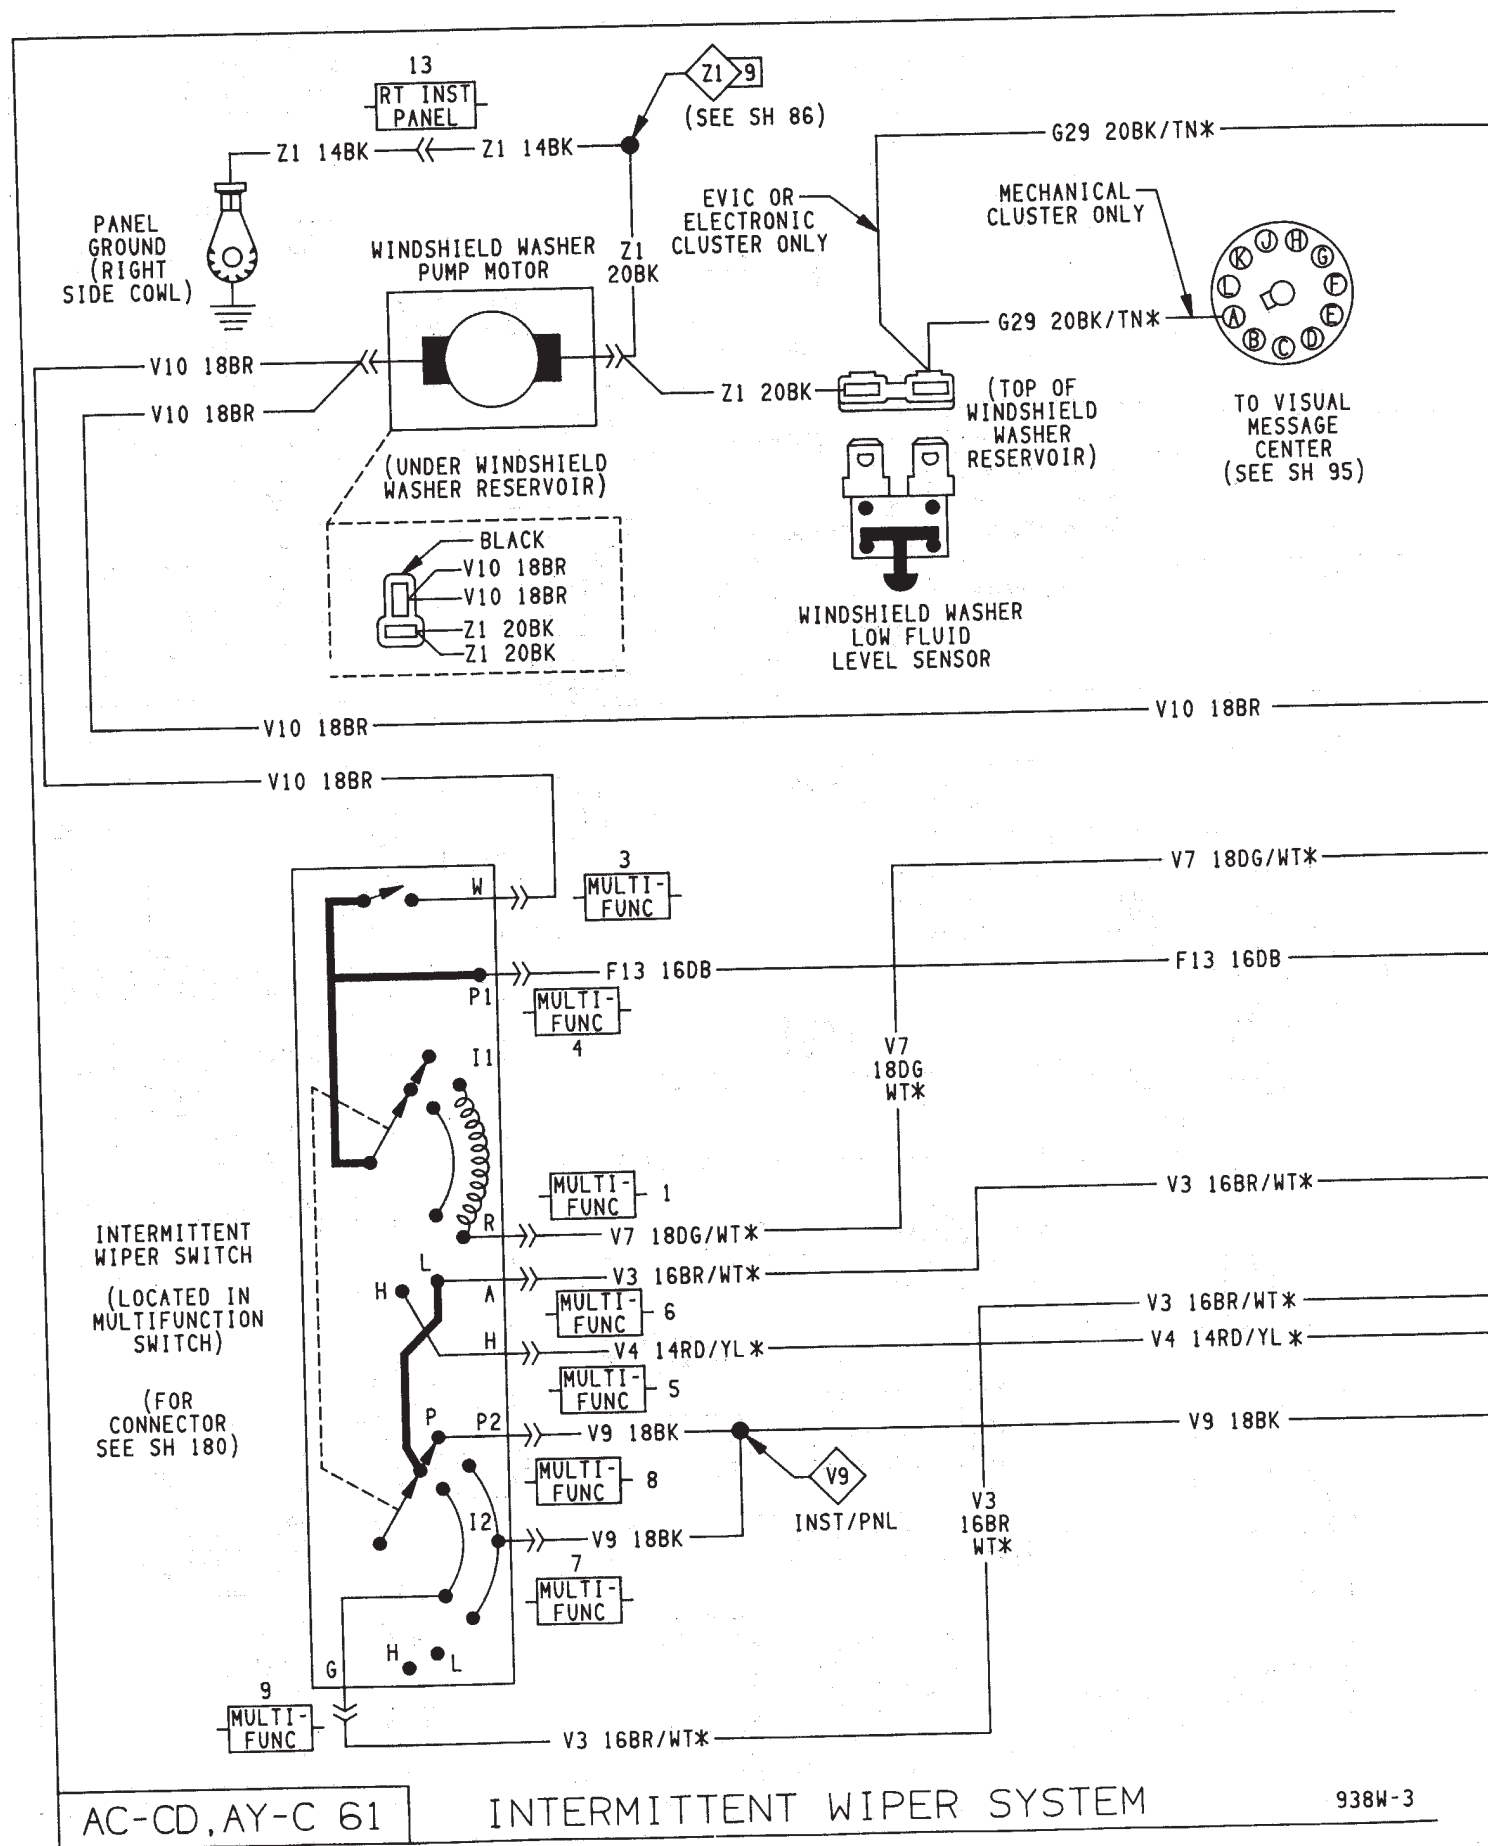 13
RT INST
PANEL
Z1 9
(SEE SH 86)
Z1 14BK
Z1 14BK
G29 20BK/TN*
PANEL
GROUND
(RIGHT
SIDE COWL)
WINDSHIELD WASHER
PUMP MOTOR
Z1
20BK
EVIC OR
ELECTRONIC
CLUSTER ONLY
MECHANICAL
CLUSTER ONLY
A
B
C
D
E
F
G
H
J
K
L
G29 20BK/TN*
V10 18BR
V10 18BR
Z1 20BK
(TOP OF
WINDSHIELD
WASHER
RESERVOIR)
TO VISUAL
MESSAGE
CENTER
(SEE SH 95)
(UNDER WINDSHIELD
WASHER RESERVOIR)
BLACK
V10 18BR
V10 18BR
Z1 20BK
Z1 20BK
WINDSHIELD WASHER
LOW FLUID
LEVEL SENSOR
V10 18BR
V10 18BR
V10 18BR
3
MULTI-
FUNC
W
V7 18DG/WT*
P1
F13 16DB
F13 16DB
MULTI-
FUNC
4
I1
V7
18DG
WT*
MULTI-
FUNC
1
R
V7 18DG/WT*
V3 16BR/WT*
INTERMITTENT
WIPER SWITCH
(LOCATED IN
MULTIFUNCTION
SWITCH)
(FOR
CONNECTOR
SEE SH 180)
L
H
A
V3 16BR/WT*
MULTI-
FUNC
6
V3 16BR/WT*
H
V4 14RD/YL*
V4 14RD/YL*
MULTI-
FUNC
5
P
P2
V9 18BK
V9 18BK
MULTI-
FUNC
8
V9
INST/PNL
V3
16BR
WT*
I2
V9 18BK
7
MULTI-
FUNC
H
L
G
9
MULTI-
FUNC
V3 16BR/WT*
AC-CD,AY-C 61
INTERMITTENT WIPER SYSTEM
938W-3